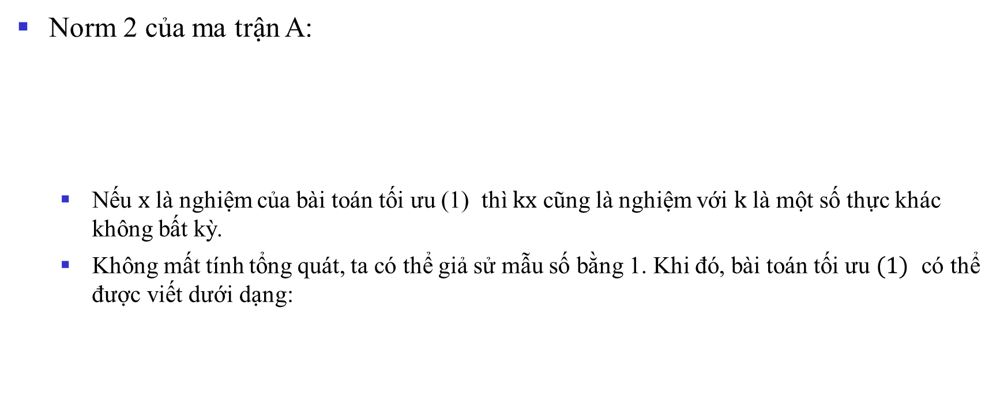 Norm 2 của ma trận A:
Nếu x là nghiệm của bài toán tối ưu (1) thì kx cũng là nghiệm với k là một số thực khác
không bất kỳ.
Không mất tính tổng quát, ta có thể giả sử mẫu số bằng 1. Khi đó, bài toán tối ưu (1) có thể
được viết dưới dạng: